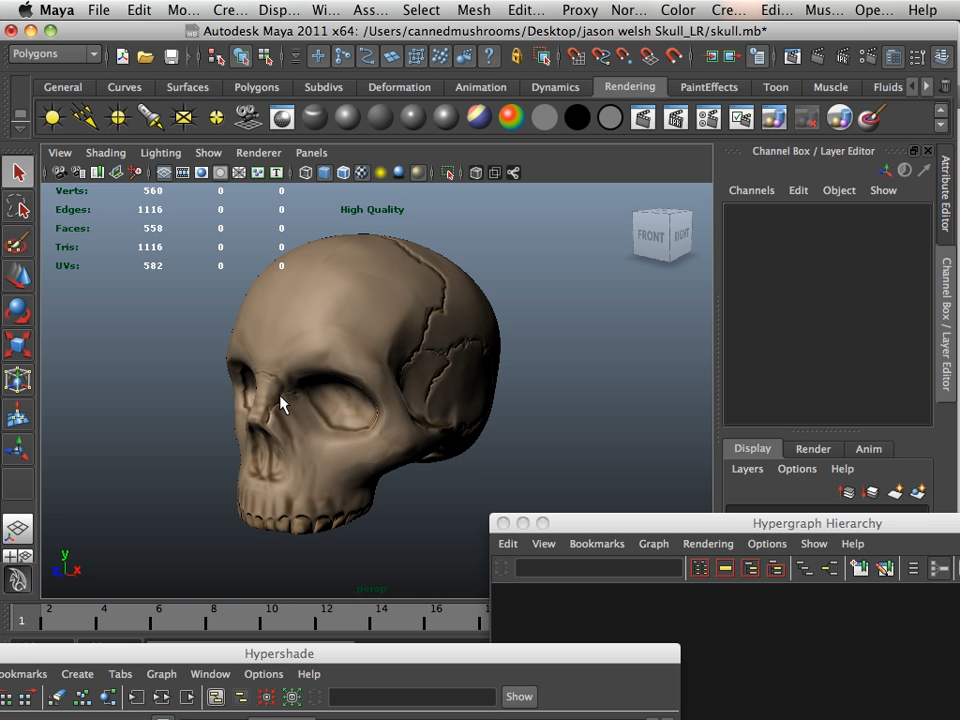 Maya File Edit Mo... Cre... Disp... Wi... Ass... Select Mesh Edit... Proxy Nor... Color Cre... Edi... Mus... Ope... Help
Autodesk Maya 2011 x64: /Users/cannedmushrooms/Desktop/jason welsh Skull_LR/skull.mb*
Polygons
General Curves Surfaces Polygons Subdivs Deformation Animation Dynamics Rendering PaintEffects Toon Muscle Fluids
View Shading Lighting Show Renderer Panels
Channel Box / Layer Editor
Channels Edit Object Show
Verts: 560 0 0
Edges: 1116 0 0
Faces: 558 0 0
Tris: 1116 0 0
UVs: 582 0 0
High Quality
FRONT RIGHT
Attribute Editor
Channel Box / Layer Editor
Display Render Anim
Layers Options Help
y
z x
persp
Hypergraph Hierarchy
Edit View Bookmarks Graph Rendering Options Show Help
2 4 6 8 10 12 14 16
1
Hypershade
ookmarks Create Tabs Graph Window Options Help
Show